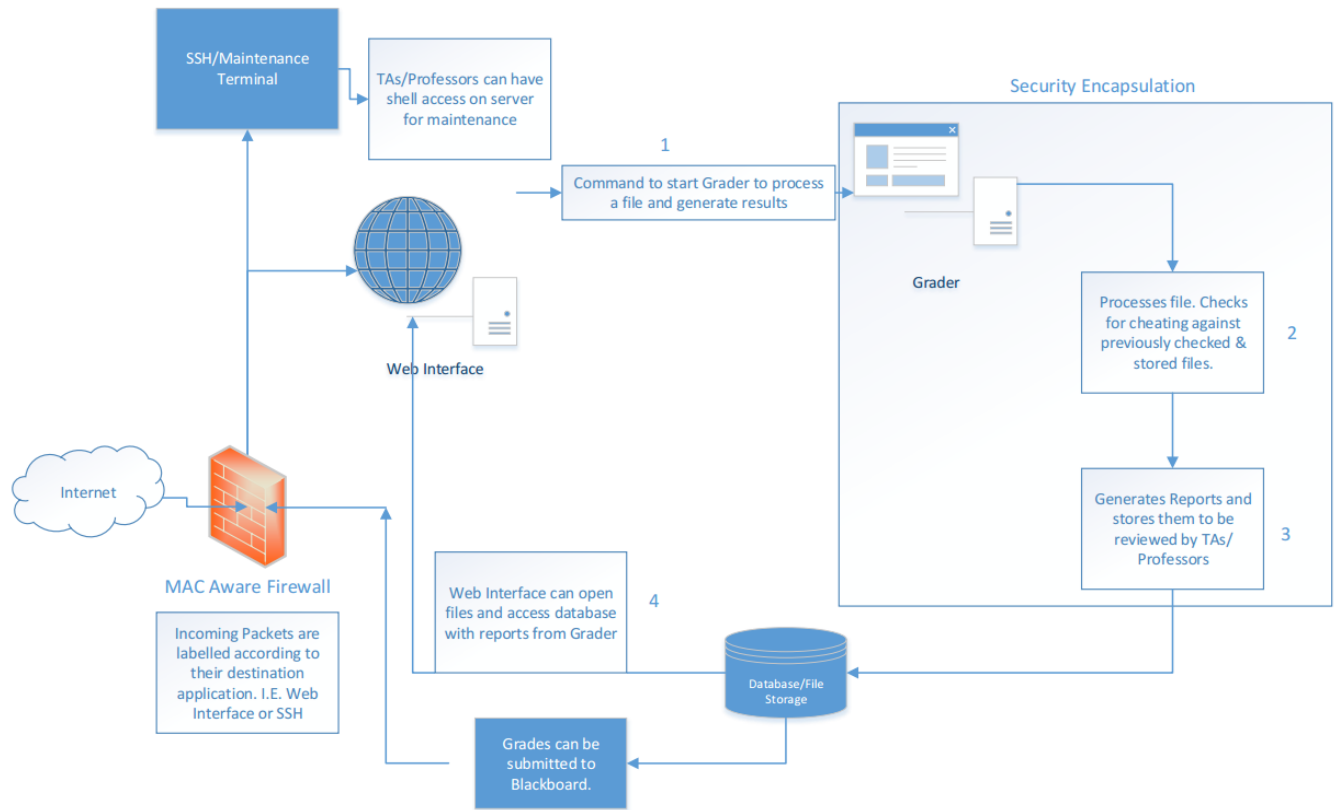 SSH/Maintenance
Terminal
TAs/Professors can have
shell access on server
for maintenance
Security Encapsulation
1
Command to start Grader to process
a file and generate results
Grader
Web Interface
Processes file. Checks
for cheating against
previously checked &
stored files.
2
Internet
MAC Aware Firewall
Generates Reports and
stores them to be
reviewed by TAs/
Professors
3
Incoming Packets are
labelled according to
their destination
application. I.E. Web
Interface or SSH
Web Interface can open
files and access database
with reports from Grader
4
Database/File
Storage
Grades can be
submitted to
Blackboard.